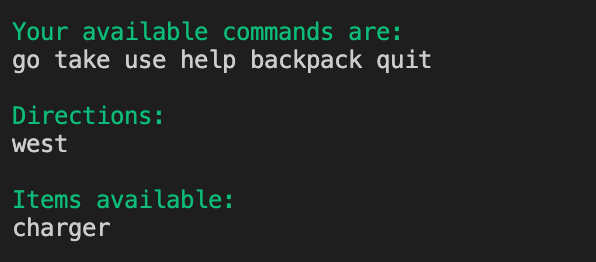 Your available commands are:
go take use help backpack quit
Directions:
west
Items available:
charger